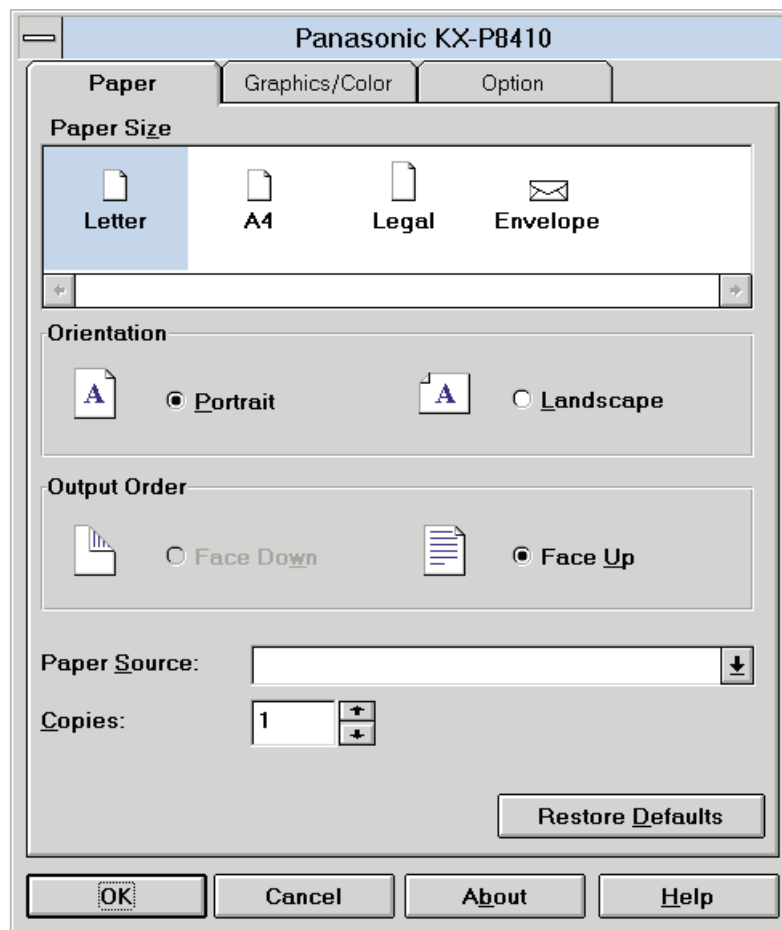 Panasonic KX-P8410
Paper Graphics/Color Option
Paper Size
Letter A4 Legal Envelope
Orientation
A Portrait A Landscape
Output Order
Face Down Face Up
Paper Source:
Copies: 1
Restore Defaults
OK Cancel About Help